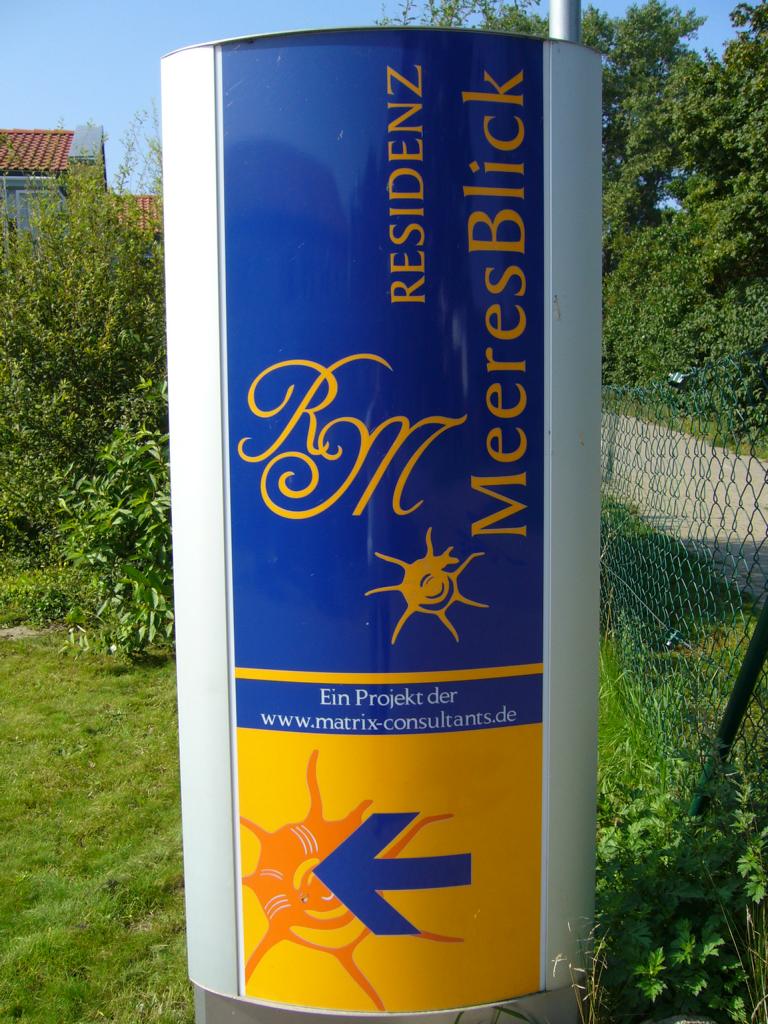 RESIDENZ
MeeresBlick
RM
Ein Projekt der
www.matrix-consultants.de